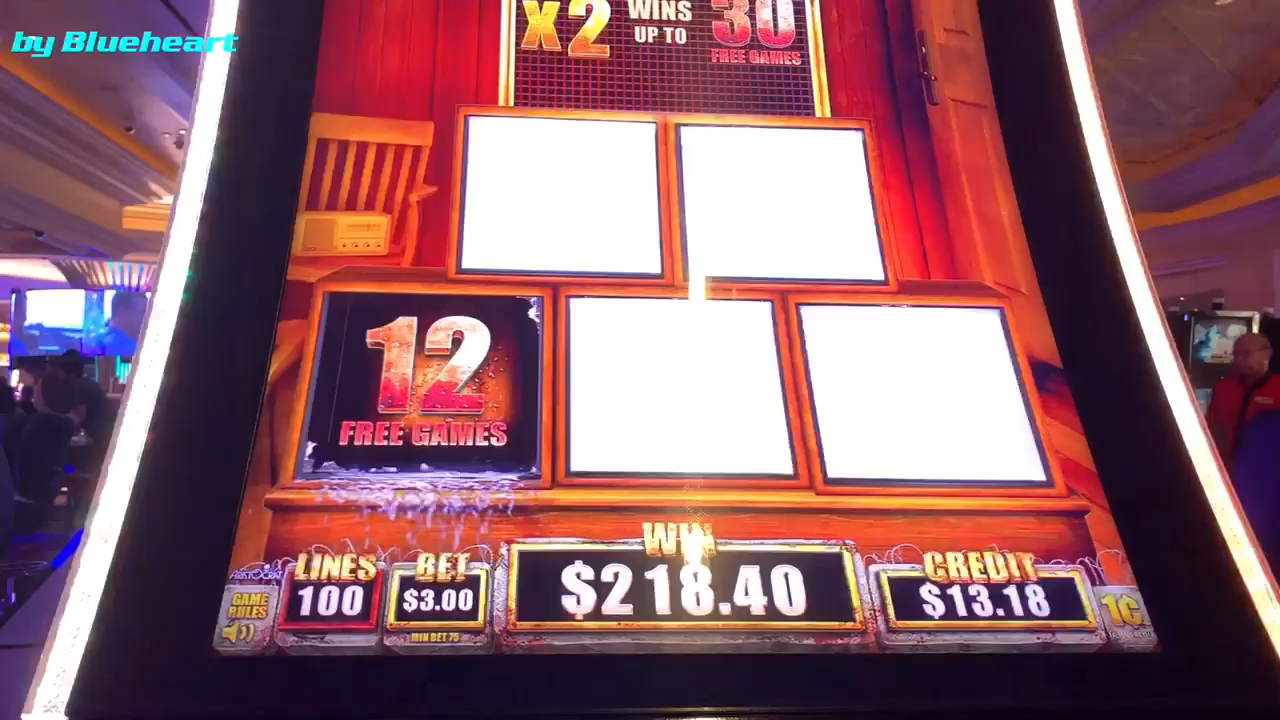 by Blueheart
X2
WINS
UP TO
30
FREE GAMES
12
FREE GAMES
WIN
$218.40
ARISTOCRAT
GAME
RULES
LINES
100
BET
$3.00
MIN BET 75
CREDIT
$13.18
1¢